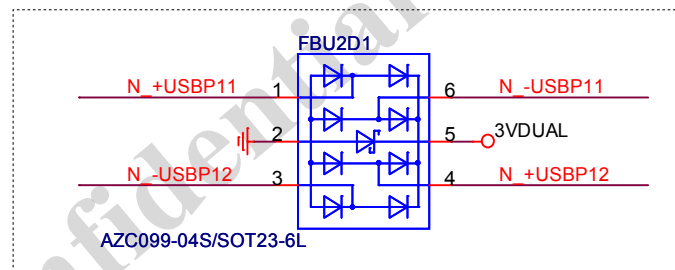 FBU2D1
N_+USBP11 1 6 N_-USBP11
2 5 3VDUAL
N_-USBP12 3 4 N_+USBP12
AZC099-04S/SOT23-6L
nfidential